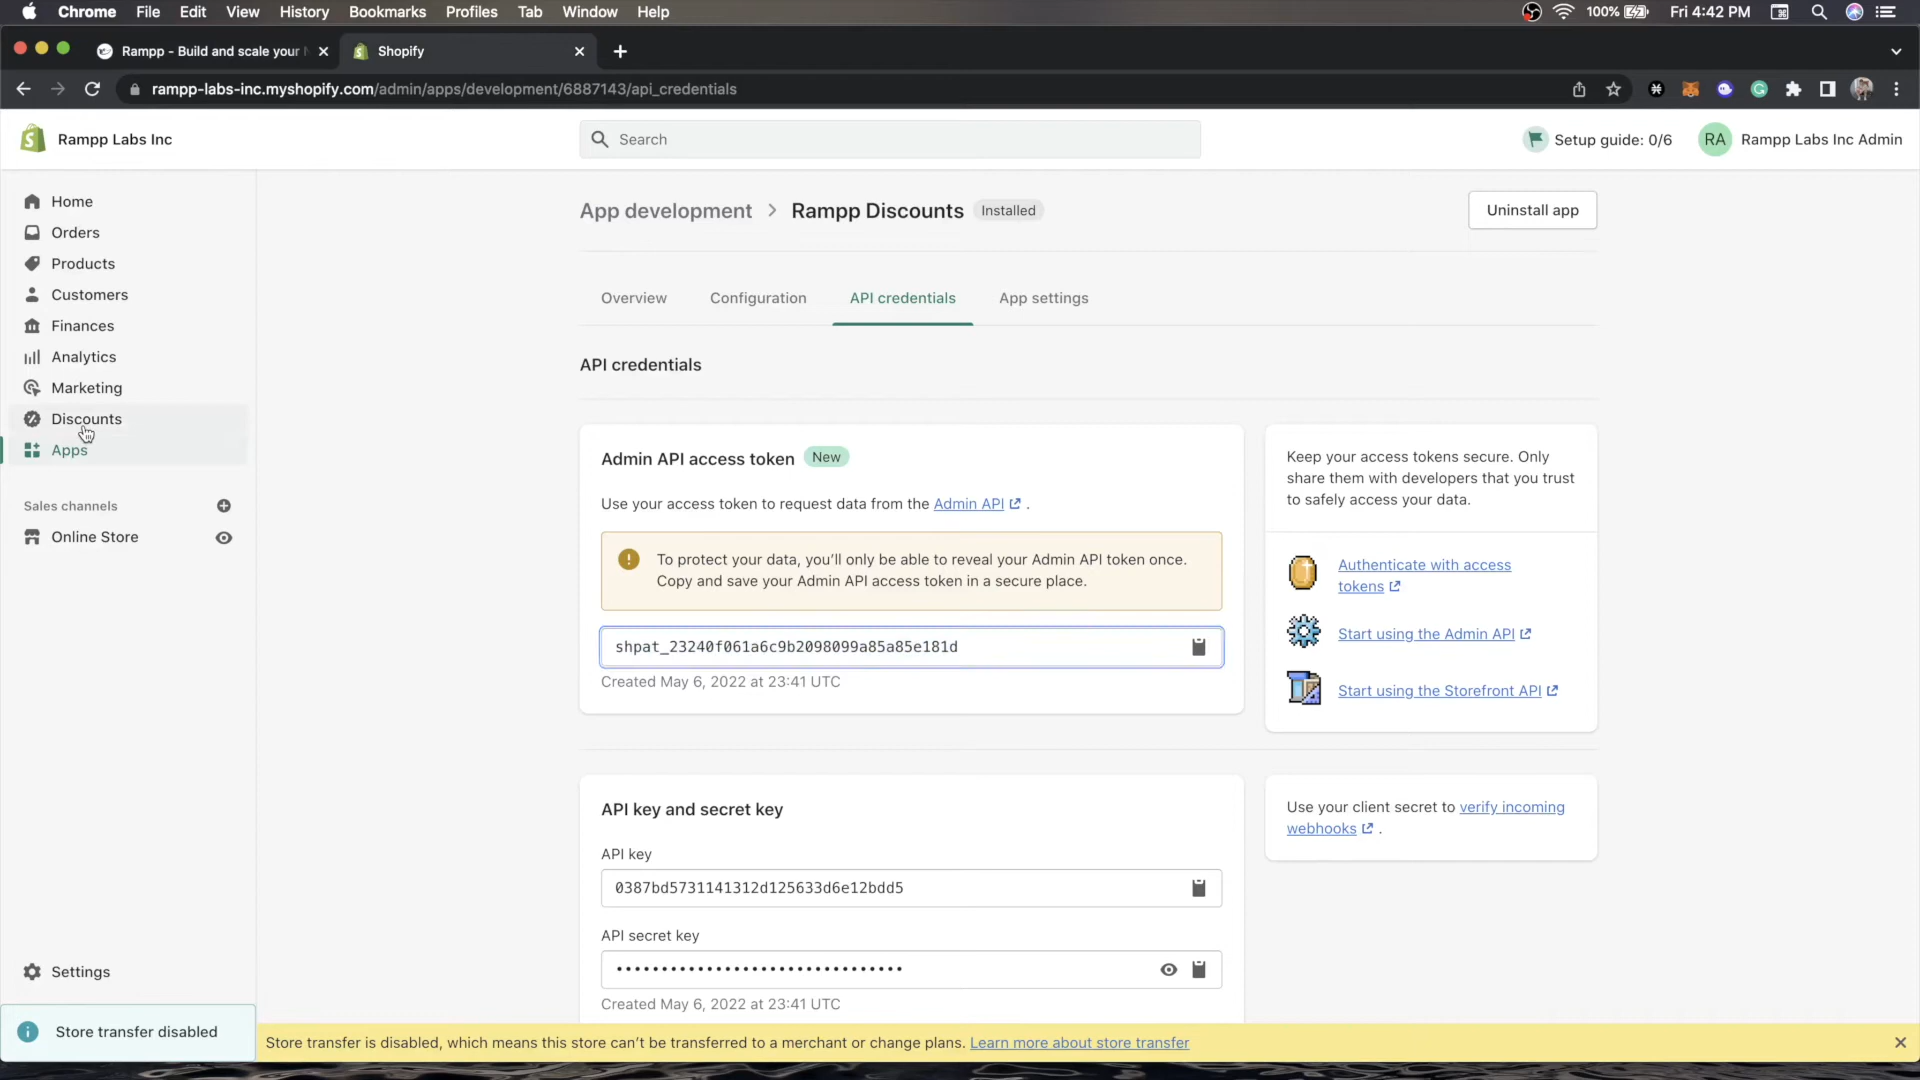 Chrome File Edit View History Bookmarks Profiles Tab Window Help
100% Fri 4:42 PM
Rampp - Build and scale your
Shopify
rampp-labs-inc.myshopify.com/admin/apps/development/6887143/api_credentials
Rampp Labs Inc
Search
Setup guide: 0/6
RA Rampp Labs Inc Admin
Home
Orders
Products
Customers
Finances
Analytics
Marketing
Discounts
Apps
Sales channels
Online Store
Settings
Store transfer disabled
App development > Rampp Discounts Installed
Uninstall app
Overview Configuration API credentials App settings
API credentials
Admin API access token New
Use your access token to request data from the Admin API .
To protect your data, you’ll only be able to reveal your Admin API token once.
Copy and save your Admin API access token in a secure place.
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
Created May 6, 2022 at 23:41 UTC
Keep your access tokens secure. Only
share them with developers that you trust
to safely access your data.
Authenticate with access
tokens
Start using the Admin API
Start using the Storefront API
API key and secret key
API key
0387bd5731141312d125633d6e12bdd5
API secret key
••••••••••••••••••••••••••••••••
Created May 6, 2022 at 23:41 UTC
Use your client secret to verify incoming
webhooks .
Store transfer is disabled, which means this store can’t be transferred to a merchant or change plans. Learn more about store transfer